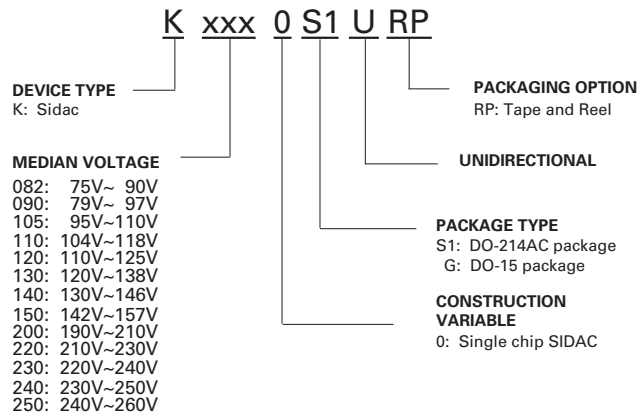 K xxx 0 S1 U RP
DEVICE TYPE
K: Sidac
MEDIAN VOLTAGE
082: 75V~ 90V
090: 79V~ 97V
105: 95V~110V
110: 104V~118V
120: 110V~125V
130: 120V~138V
140: 130V~146V
150: 142V~157V
200: 190V~210V
220: 210V~230V
230: 220V~240V
240: 230V~250V
250: 240V~260V
PACKAGING OPTION
RP: Tape and Reel
UNIDIRECTIONAL
PACKAGE TYPE
S1: DO-214AC package
G: DO-15 package
CONSTRUCTION
VARIABLE
0: Single chip SIDAC